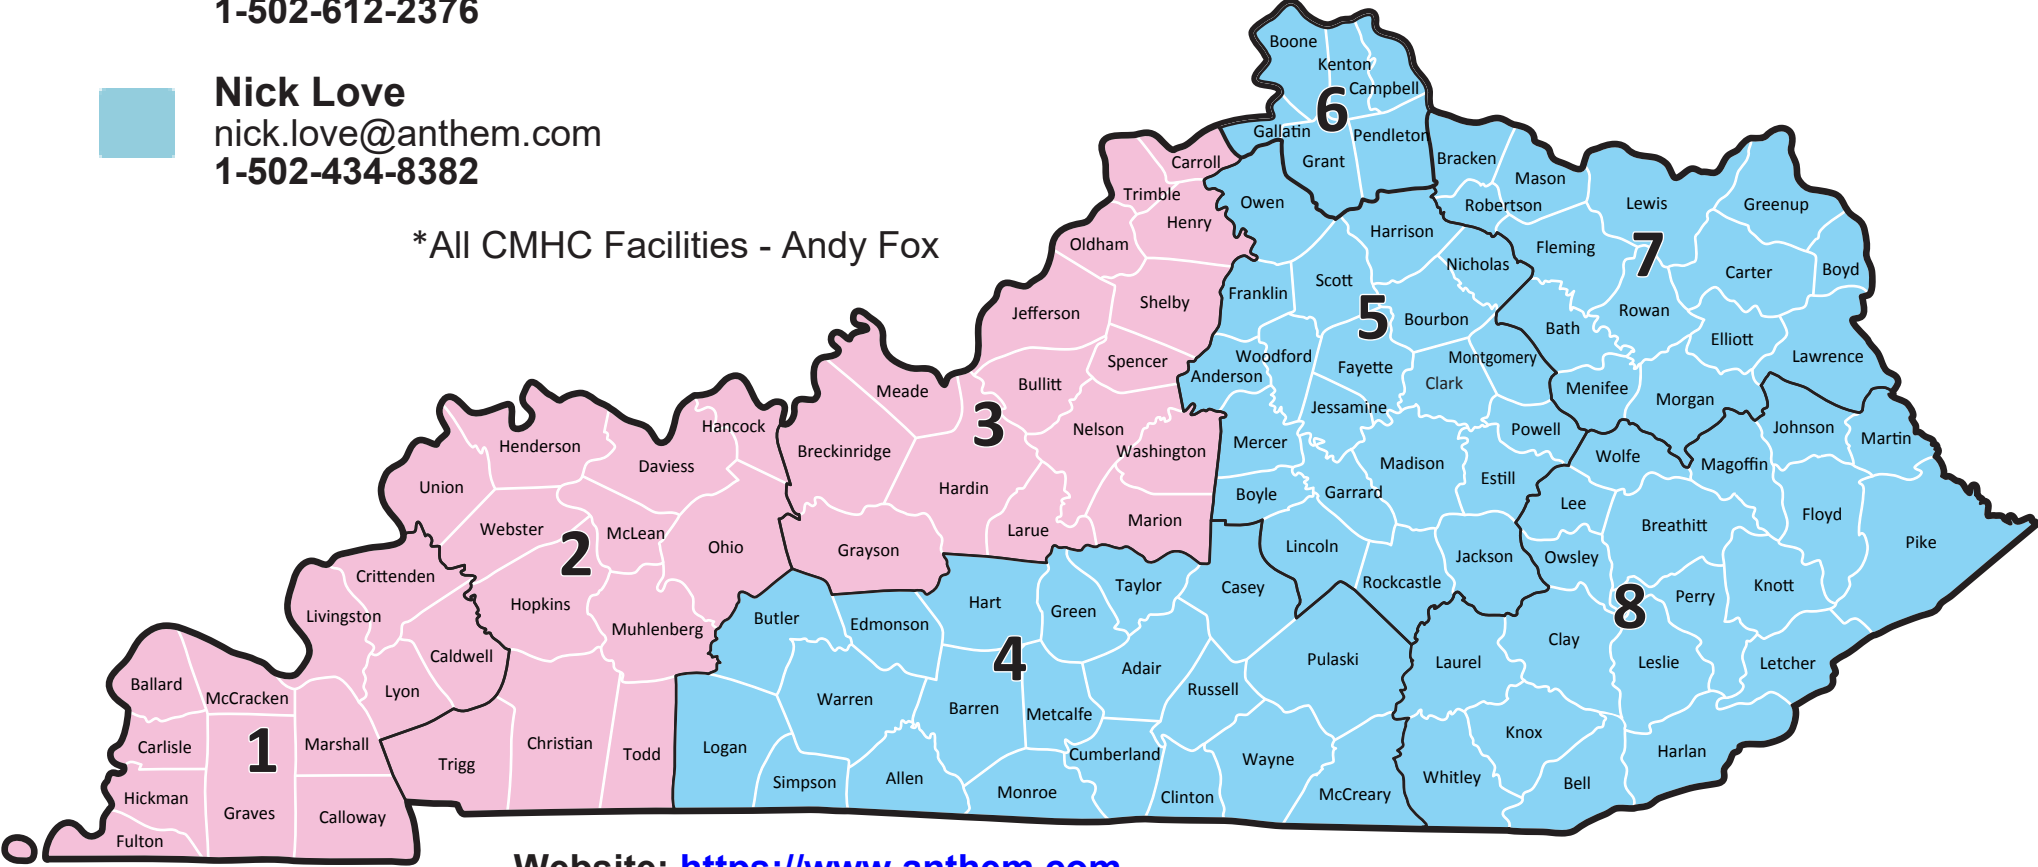 1-502-612-2376
Nick Love
nick.love@anthem.com
1-502-434-8382
*All CMHC Facilities - Andy Fox
Boone
Kenton
Campbell
6
Gallatin
Pendleton
Grant
Carroll
Trimble
Henry
Oldham
Owen
Bracken
Mason
Robertson
Lewis
Greenup
Harrison
Fleming
7
Nicholas
Carter
Boyd
Scott
Franklin
Shelby
Jefferson
5
Bourbon
Rowan
Bath
Elliott
Lawrence
Woodford
Montgomery
Spencer
Anderson
Fayette
Clark
Menifee
Morgan
Bullitt
Meade
Jessamine
3
Nelson
Washington
Mercer
Powell
Johnson
Martin
Hancock
Henderson
Daviess
Breckinridge
Madison
Wolfe
Magoffin
Union
Hardin
Boyle
Garrard
Estill
Lee
Floyd
Breathitt
Webster
McLean
Ohio
Larue
Marion
2
Grayson
Lincoln
Jackson
Owsley
Pike
Crittenden
Taylor
Casey
Rockcastle
Knott
Perry
8
Hopkins
Livingston
Hart
Green
Butler
Edmonson
Muhlenberg
Clay
4
Caldwell
Adair
Pulaski
Laurel
Leslie
Letcher
Ballard
McCracken
Lyon
Warren
Russell
Barren
Metcalfe
Carlisle
1
Marshall
Christian
Todd
Logan
Cumberland
Wayne
Knox
Harlan
Trigg
Simpson
Allen
Monroe
Clinton
McCreary
Whitley
Bell
Hickman
Graves
Calloway
Fulton
Website: https://www.anthem.com